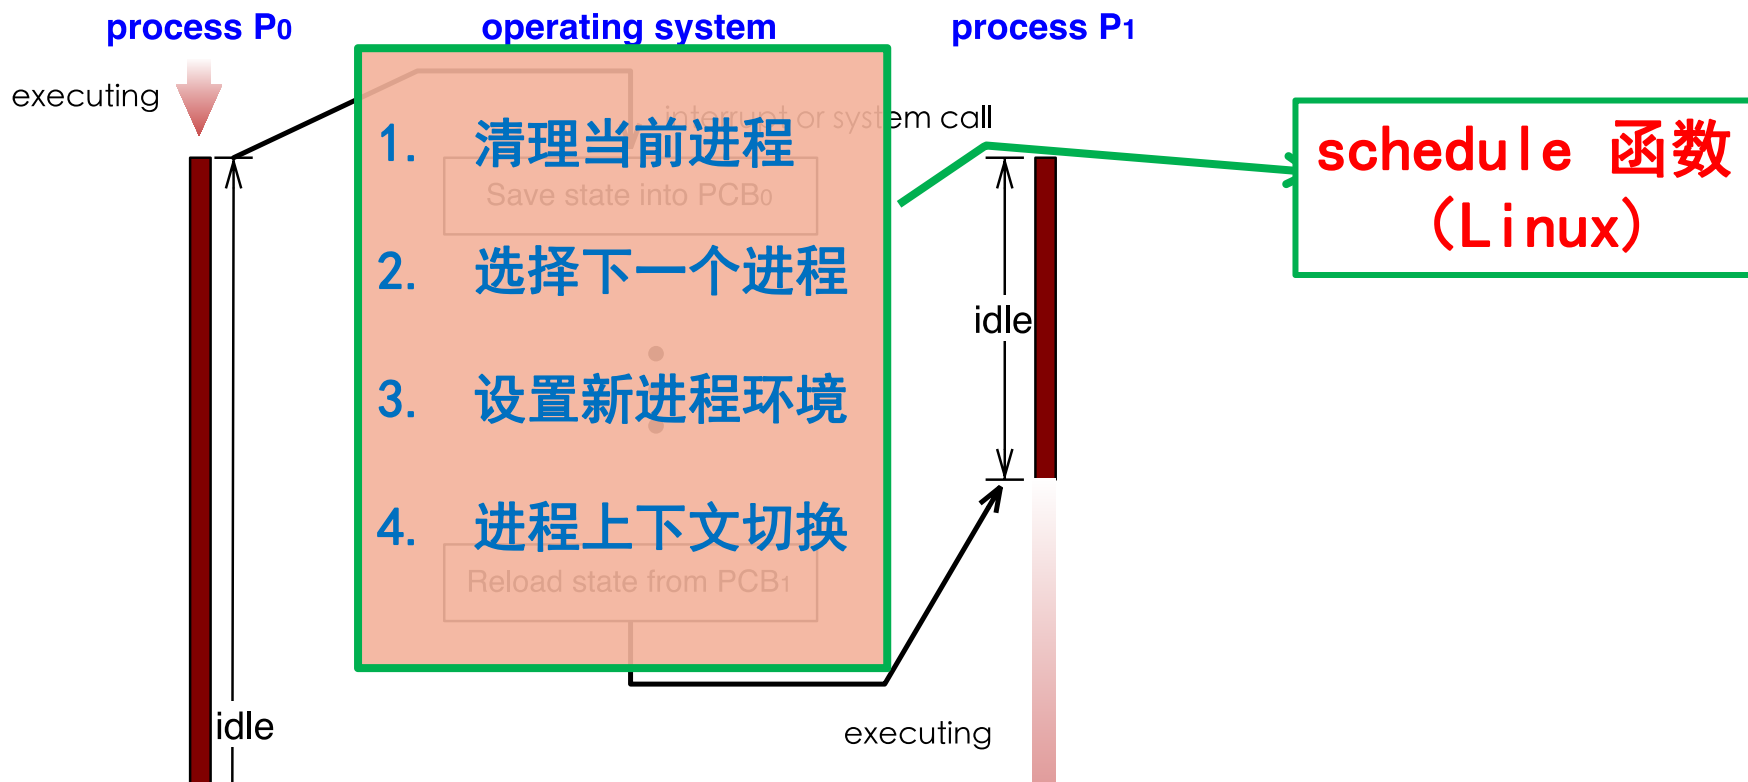 process P0
operating system
process P1
executing
interrupt or system call
1. 清理当前进程
Save state into PCB0
schedule 函数
(Linux)
2. 选择下一个进程
idle
3. 设置新进程环境
4. 进程上下文切换
Reload state from PCB1
idle
executing